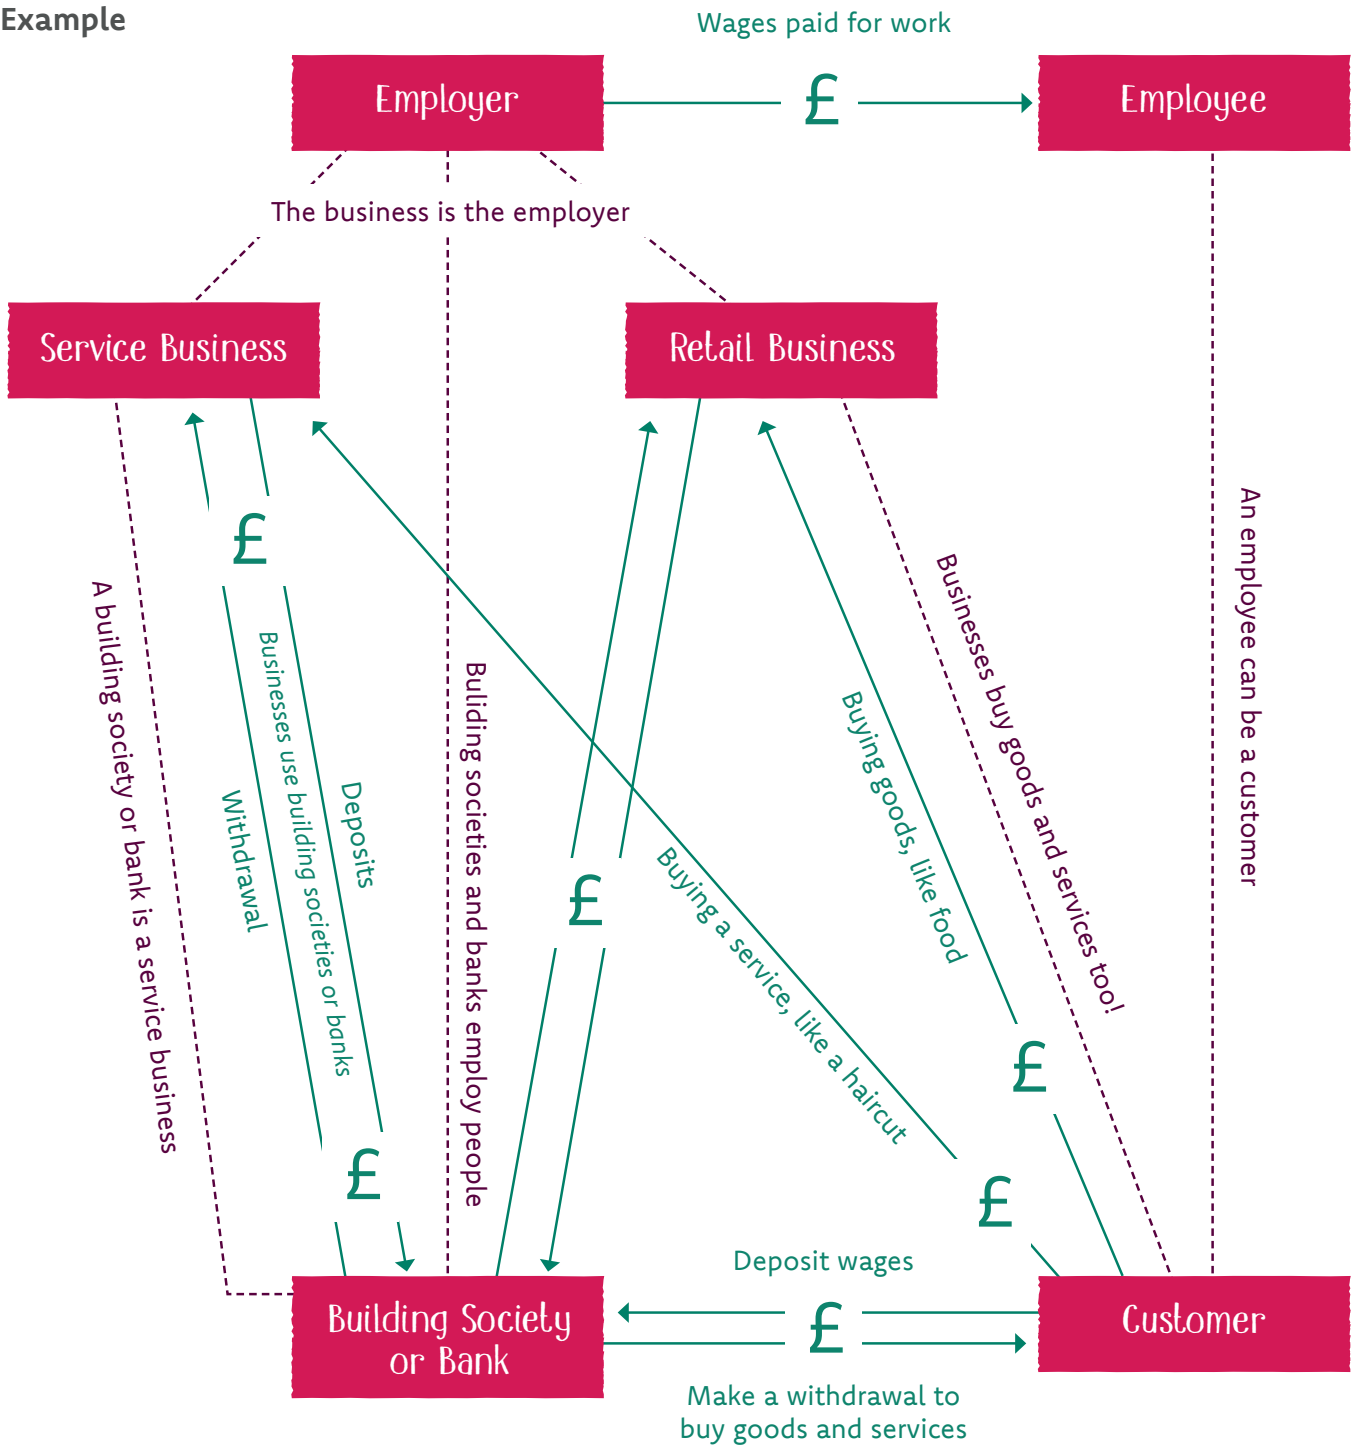 Example
Wages paid for work
Employer
£
Employee
The business is the employer
Service Business
Retail Business
£
A building society or bank is a service business
Withdrawal
Businesses use building societies or banks
Deposits
Buliding societies and banks employ people
£
Buying a service, like a haircut
Buying goods, like food
Businesses buy goods and services too!
An employee can be a customer
£
£
£
Deposit wages
Building Society
or Bank
£
Customer
Make a withdrawal to
buy goods and services